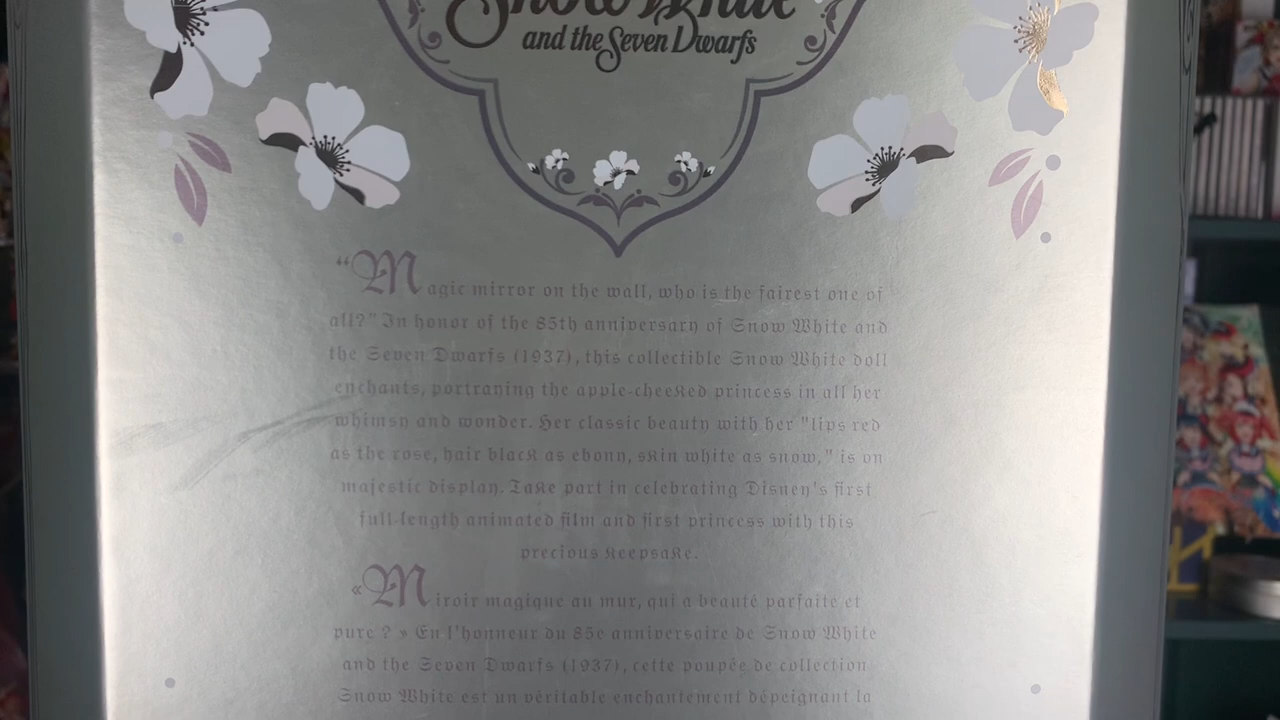 Snow White
and the Seven Dwarfs
“Magic mirror on the wall, who is the fairest one of
all?” In honor of the 85th anniversary of Snow White and
the Seven Dwarfs (1937), this collectible Snow White doll
enchants, portraying the apple-cheeked princess in all her
whimsy and wonder. Her classic beauty with her "lips red
as the rose, hair black as ebony, skin white as snow," is on
majestic display. Take part in celebrating Disney's first
full-length animated film and first princess with this
precious keepsake.
«Miroir magique au mur, qui a beauté parfaite et
pure ? » En l'honneur du 85e anniversaire de Snow White
and the Seven Dwarfs (1937), cette poupée de collection
Snow White est un véritable enchantement dépeignant la